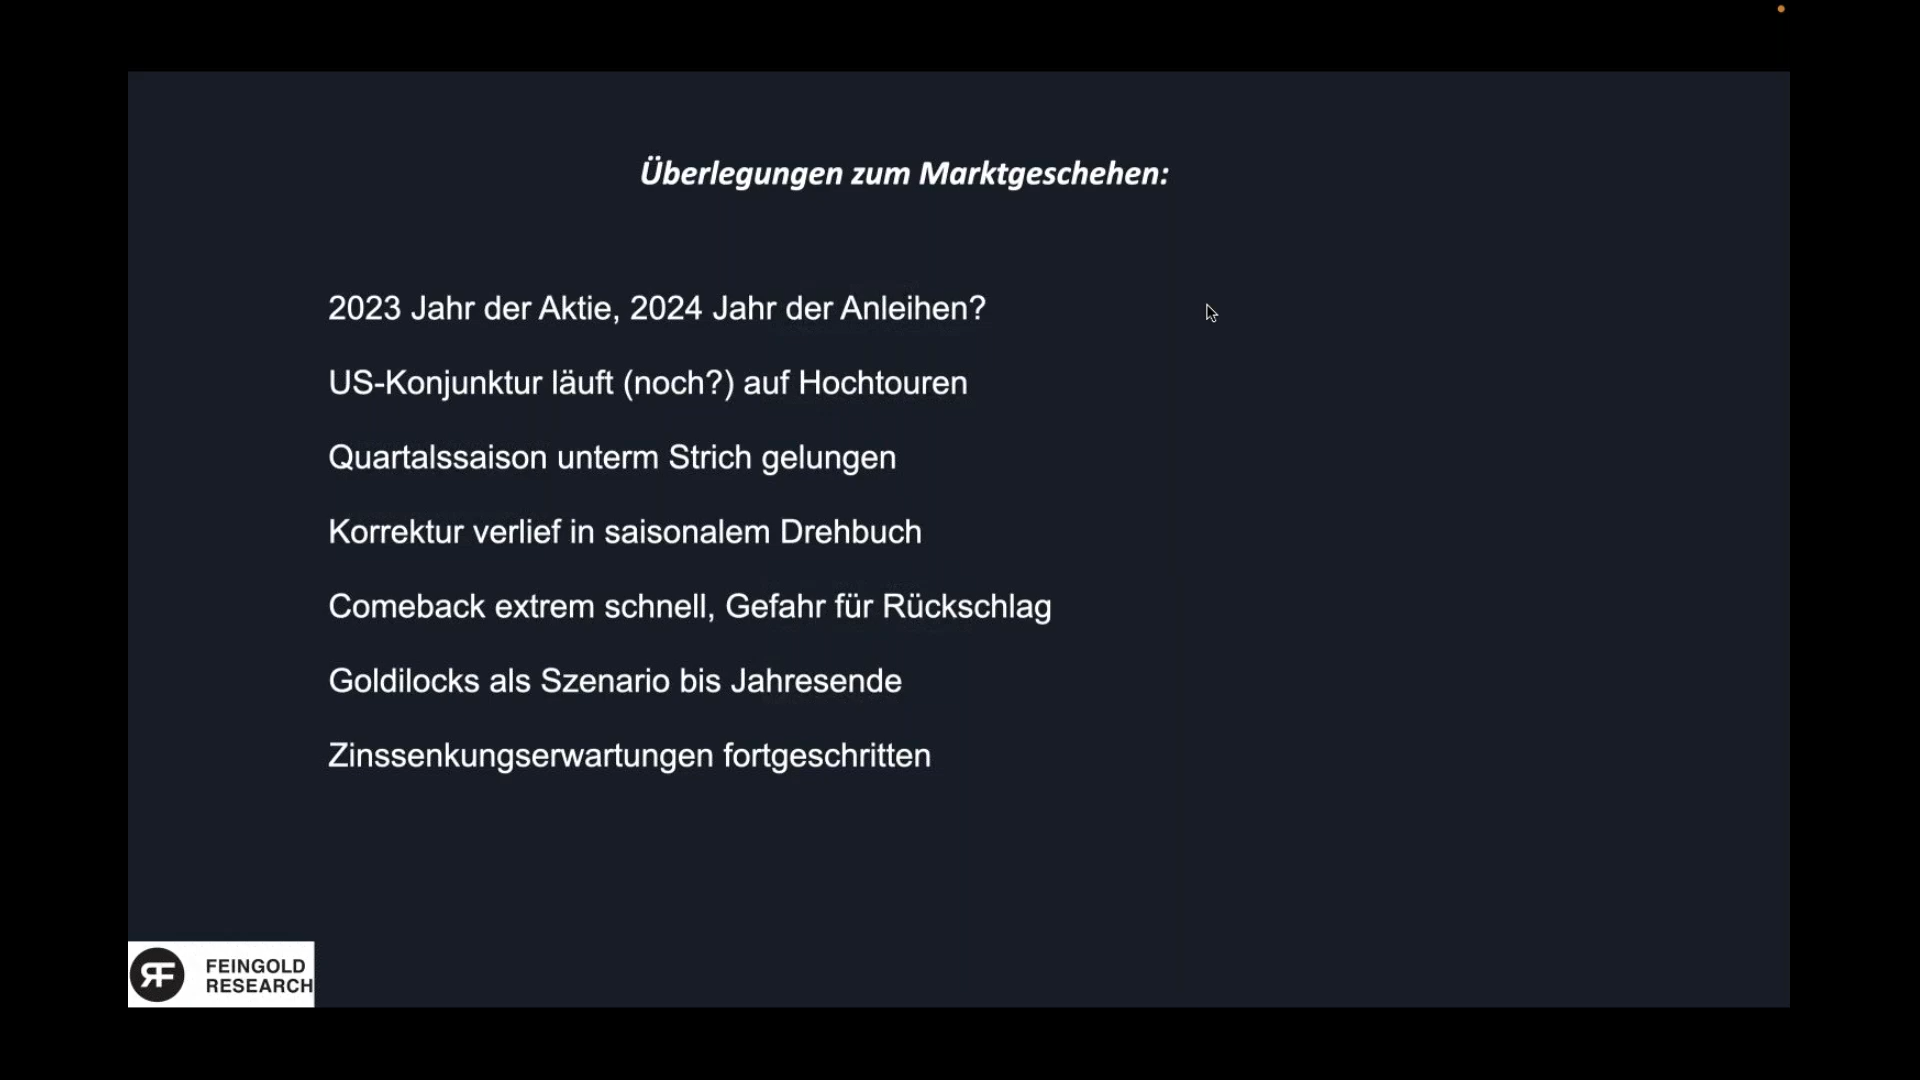 Überlegungen zum Marktgeschehen:
2023 Jahr der Aktie, 2024 Jahr der Anleihen?
US-Konjunktur läuft (noch?) auf Hochtouren
Quartalssaison unterm Strich gelungen
Korrektur verlief in saisonalem Drehbuch
Comeback extrem schnell, Gefahr für Rückschlag
Goldilocks als Szenario bis Jahresende
Zinssenkungserwartungen fortgeschritten
RF
FEINGOLD
RESEARCH